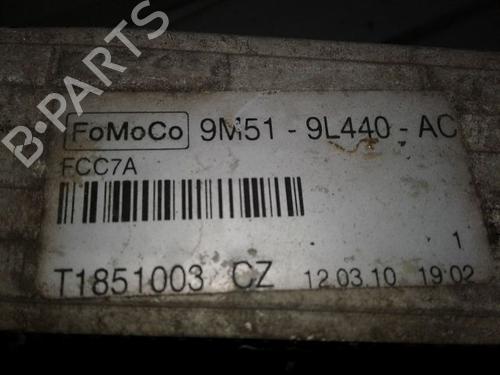 B-PARTS
FoMoCo 9M51 - 9L440 - AC
FCC7A
1
T1851003 CZ 12.03.10 19:02